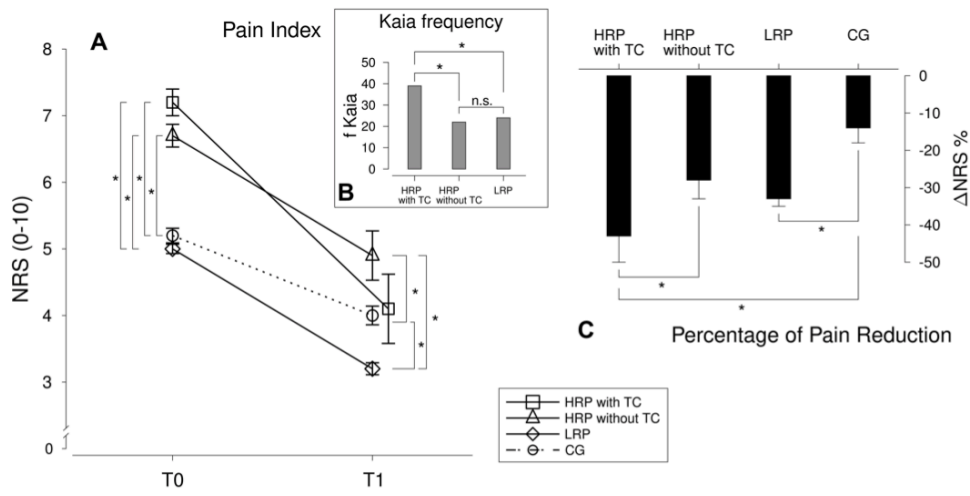 A
Pain Index
8
7
6
5
4
3
0
NRS (0-10)
* * * *
* * *
T0
T1
Kaia frequency
*
*
n.s.
50
40
30
20
10
0
f Kaia
HRP
with TC
HRP
without TC
LRP
B
HRP
with TC
HRP
without TC
LRP
CG
0
-10
-20
-30
-40
-50
ΔNRS %
*
*
*
C
Percentage of Pain Reduction
HRP with TC
HRP without TC
LRP
CG